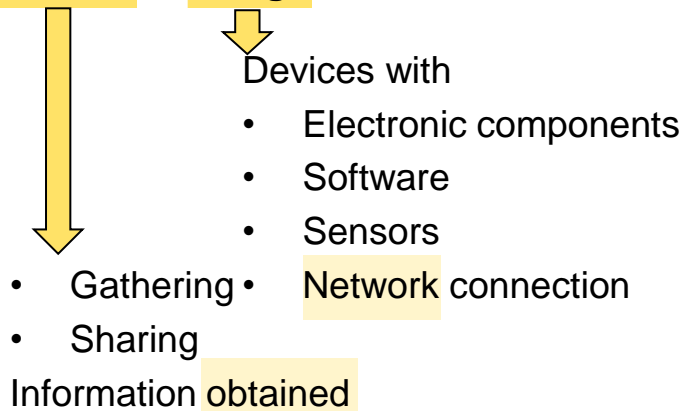 Devices with
• Electronic components
• Software
• Sensors
• Network connection
• Gathering
• Sharing
Information obtained